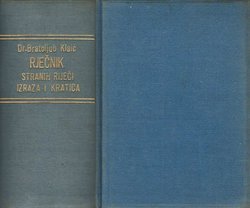 Dr. Bratoljub Klaić
RJEČNIK
STRANIH RIJEČI
IZRAZA I KRATICA